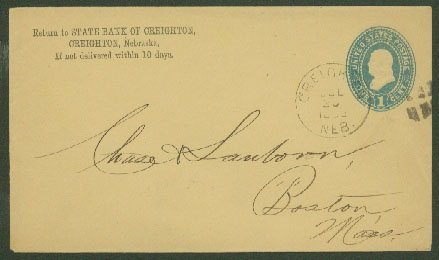 Return to STATE BANK OF CREIGHTON,
CREIGHTON, Nebraska,
If not delivered within 10 days.
UNITED STATES POSTAGE
1 CENT
NEB.
Chase & Sanborn,
Boston,
Mass.